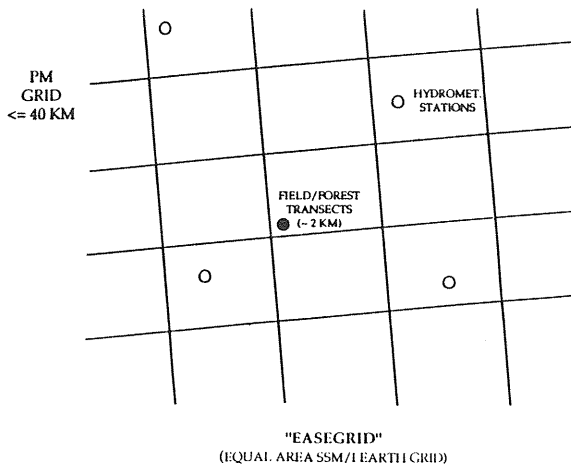 PM
GRID
<= 40 KM
HYDROMET.
STATIONS
FIELD/FOREST
TRANSECTS
(~ 2 KM)
"EASEGRID"
(EQUAL AREA SSM/I EARTH GRID)